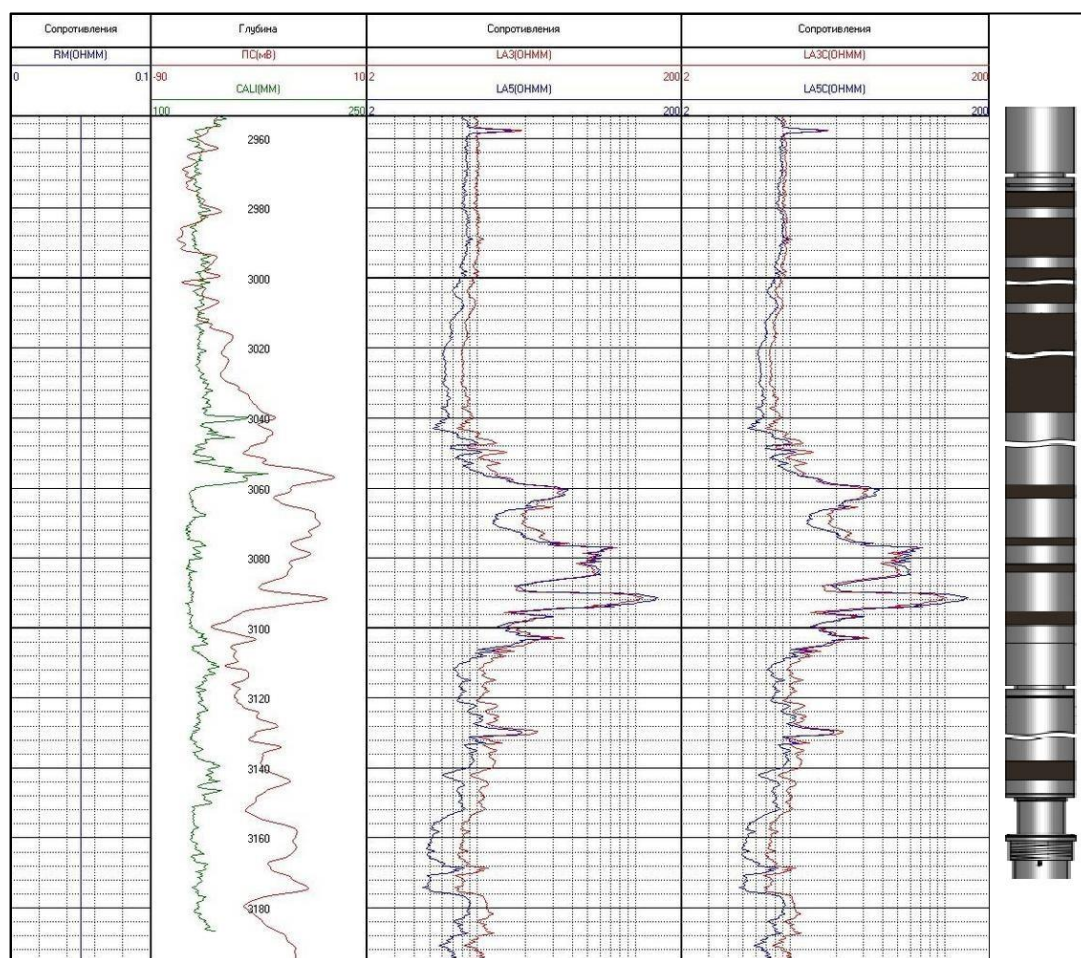 Сопротивления Глубина Сопротивления Сопротивления
RM(OHMM) ПС(мВ) LA3(OHMM) LA3C(OHMM)
0 0.1 -90 10 2 200 2 200
CALI(MM) LA5(OHMM) LA5C(OHMM)
100 250 2 200 2 200
2960
2980
3000
3020
3040
3060
3080
3100
3120
3140
3160
3180